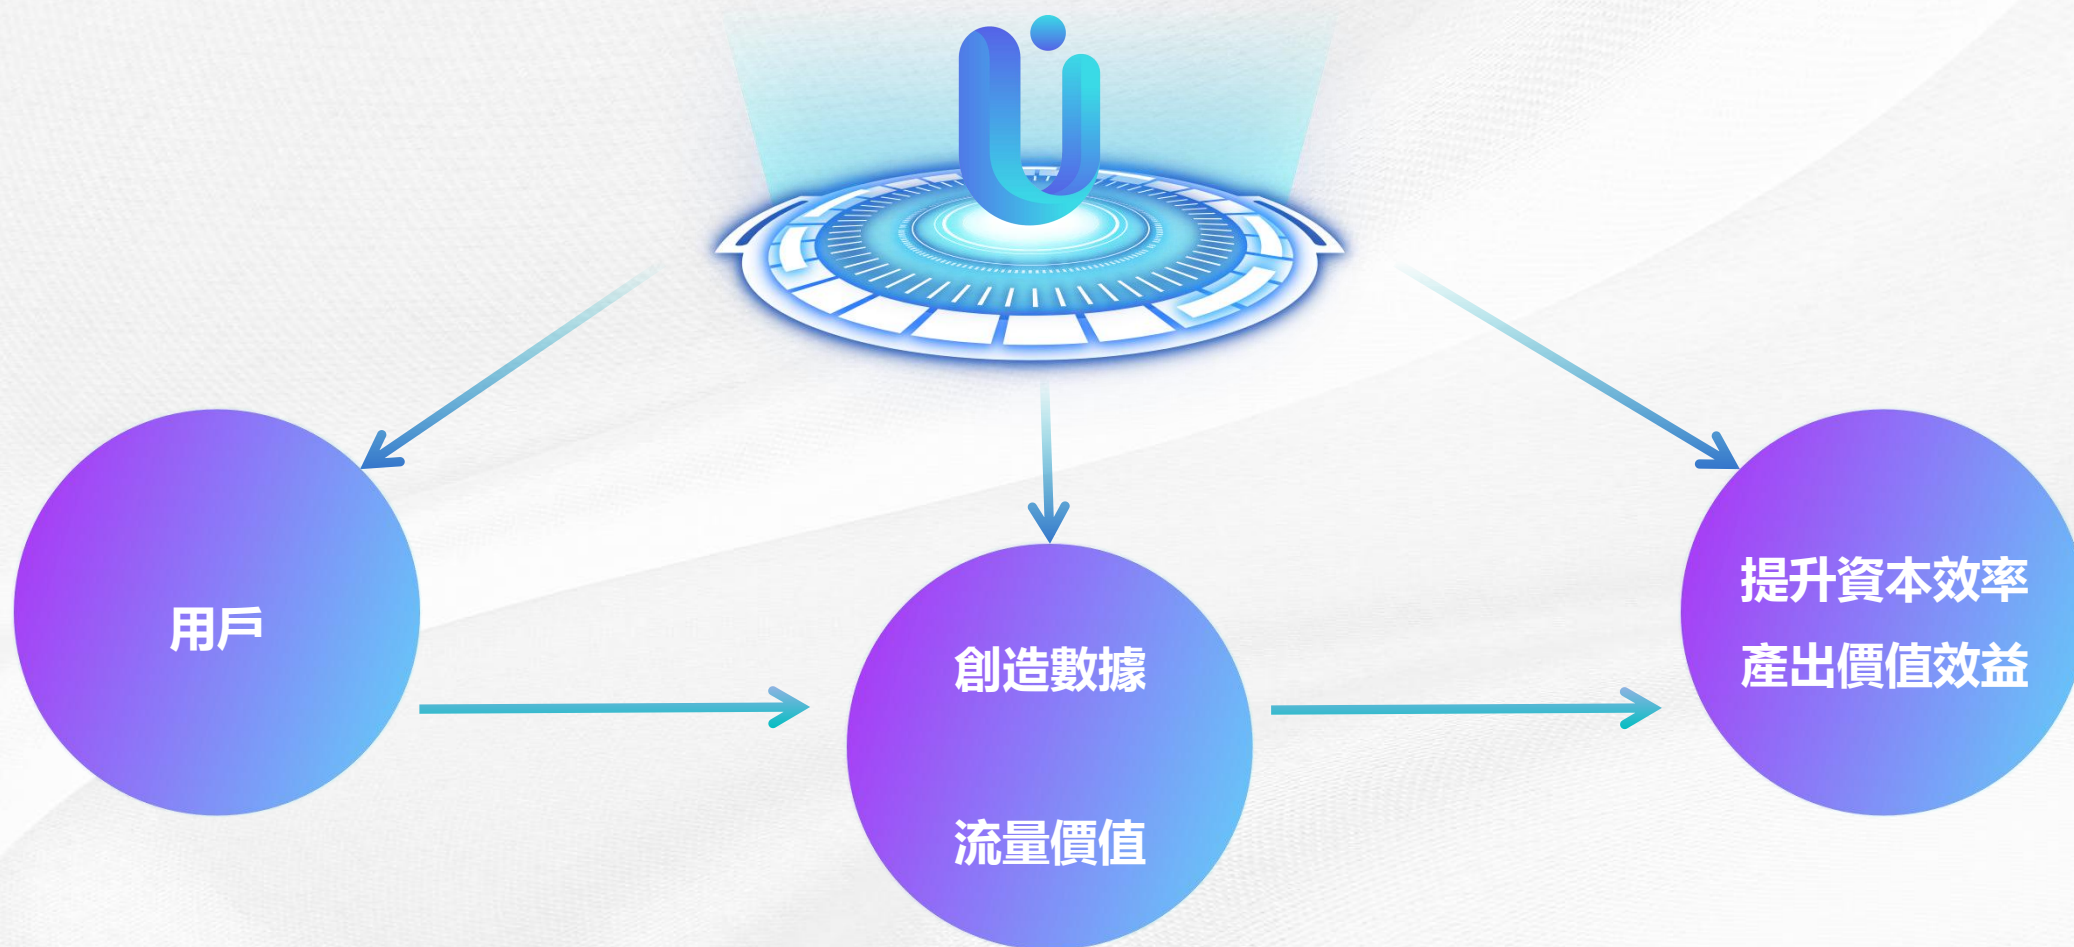 用戶
創造數據
流量價值
提升資本效率
產出價值效益